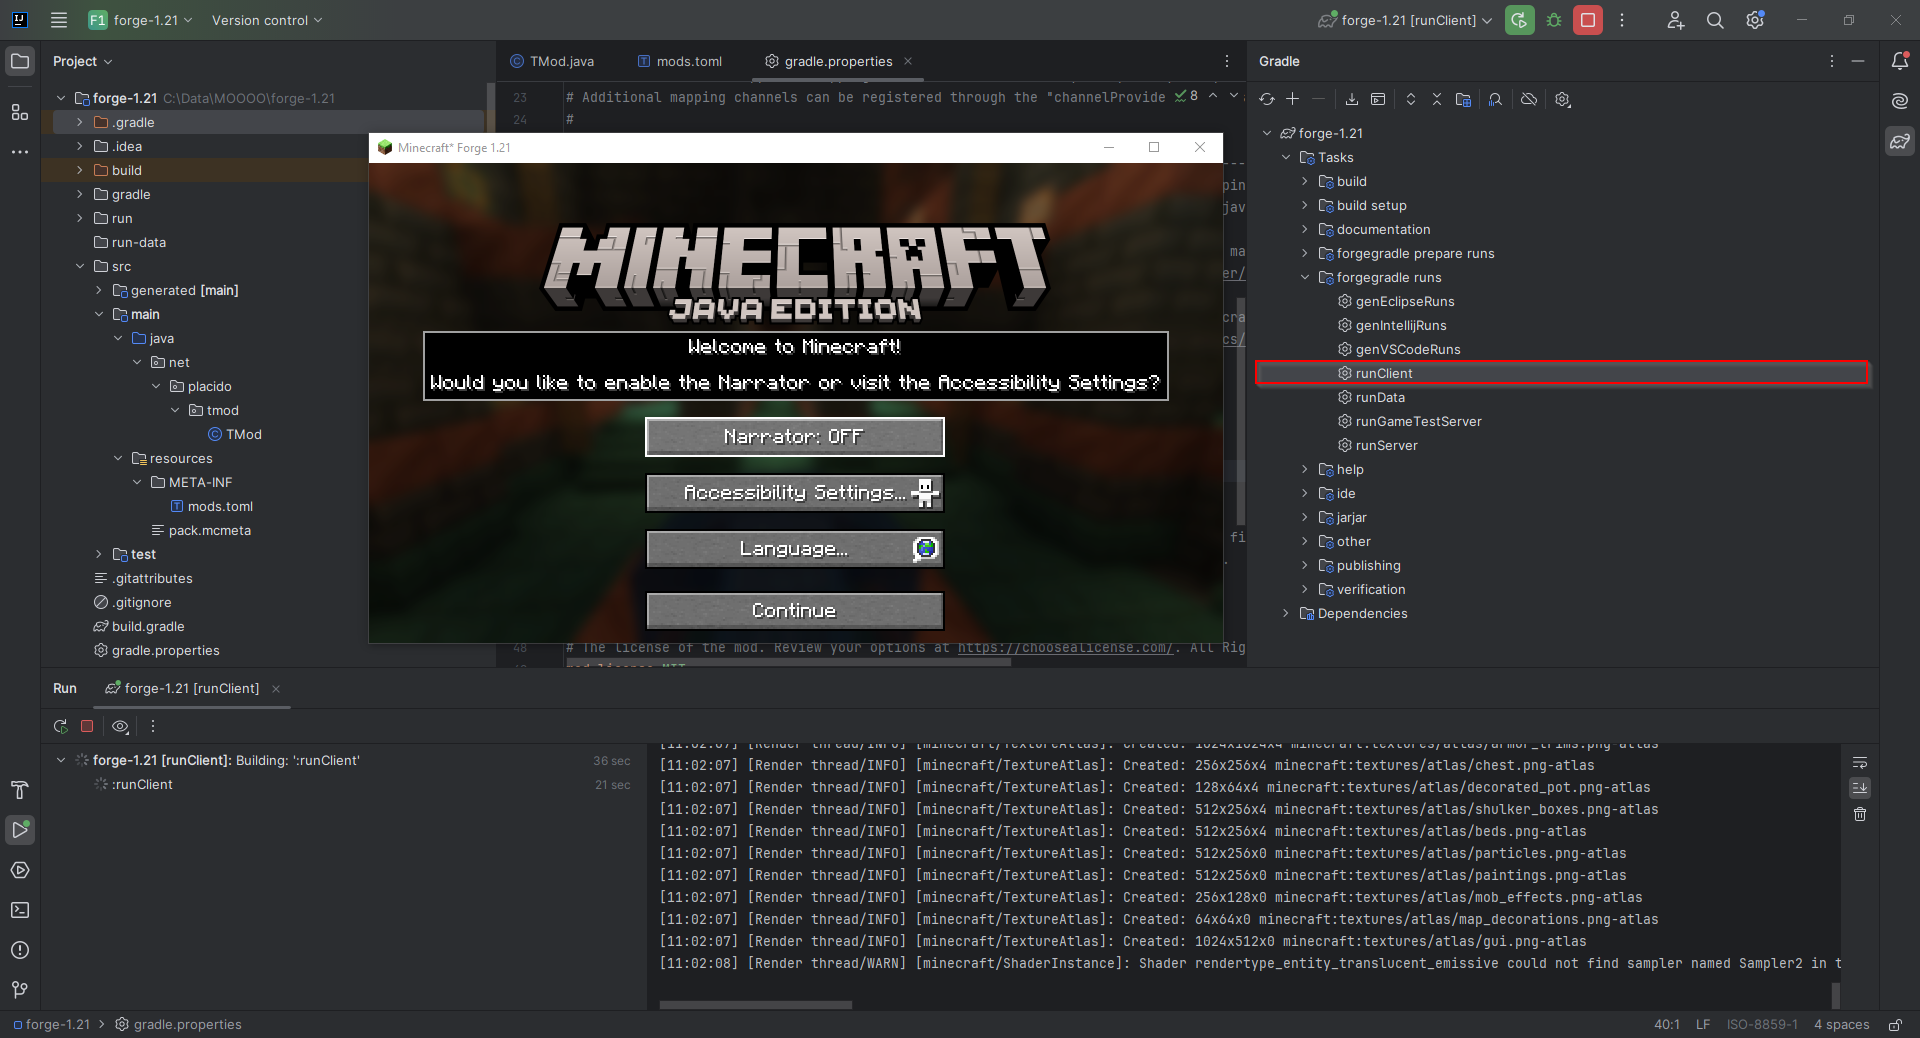 forge-1.21
Version control
forge-1.21 [runClient]
Project
TMod.java
mods.toml
gradle.properties
Gradle
forge-1.21 C:\Data\MOOOO\forge-1.21
.gradle
.idea
build
gradle
run
run-data
src
generated [main]
main
java
net
placido
tmod
TMod
resources
META-INF
mods.toml
pack.mcmeta
test
.gitattributes
.gitignore
build.gradle
gradle.properties
23 # Additional mapping channels can be registered through the "channelProvide
8
24 #
Minecraft* Forge 1.21
MINECRAFT
JAVA EDITION
Welcome to Minecraft!
Would you like to enable the Narrator or visit the Accessibility Settings?
Narrator: OFF
Accessibility Settings...
Language...
Continue
48 # The license of the mod. Review your options at https://choosealicense.com/. All Rig
forge-1.21
Tasks
build
build setup
documentation
forgegradle prepare runs
forgegradle runs
genEclipseRuns
genIntellijRuns
genVSCodeRuns
runClient
runData
runGameTestServer
runServer
help
ide
jarjar
other
publishing
verification
Dependencies
Run
forge-1.21 [runClient]
forge-1.21 [runClient]: Building: ':runClient' 36 sec
:runClient 21 sec
[11:02:07] [Render thread/INFO] [minecraft/TextureAtlas]: Created: 1024x1024x4 minecraft:textures/atlas/armor_trims.png-atlas
[11:02:07] [Render thread/INFO] [minecraft/TextureAtlas]: Created: 256x256x4 minecraft:textures/atlas/chest.png-atlas
[11:02:07] [Render thread/INFO] [minecraft/TextureAtlas]: Created: 128x64x4 minecraft:textures/atlas/decorated_pot.png-atlas
[11:02:07] [Render thread/INFO] [minecraft/TextureAtlas]: Created: 512x256x4 minecraft:textures/atlas/shulker_boxes.png-atlas
[11:02:07] [Render thread/INFO] [minecraft/TextureAtlas]: Created: 512x256x4 minecraft:textures/atlas/beds.png-atlas
[11:02:07] [Render thread/INFO] [minecraft/TextureAtlas]: Created: 512x256x0 minecraft:textures/atlas/particles.png-atlas
[11:02:07] [Render thread/INFO] [minecraft/TextureAtlas]: Created: 512x256x0 minecraft:textures/atlas/paintings.png-atlas
[11:02:07] [Render thread/INFO] [minecraft/TextureAtlas]: Created: 256x128x0 minecraft:textures/atlas/mob_effects.png-atlas
[11:02:07] [Render thread/INFO] [minecraft/TextureAtlas]: Created: 64x64x0 minecraft:textures/atlas/map_decorations.png-atlas
[11:02:07] [Render thread/INFO] [minecraft/TextureAtlas]: Created: 1024x512x0 minecraft:textures/atlas/gui.png-atlas
[11:02:08] [Render thread/WARN] [minecraft/ShaderInstance]: Shader rendertype_entity_translucent_emissive could not find sampler named Sampler2 in t
forge-1.21
gradle.properties
40:1
LF
ISO-8859-1
4 spaces